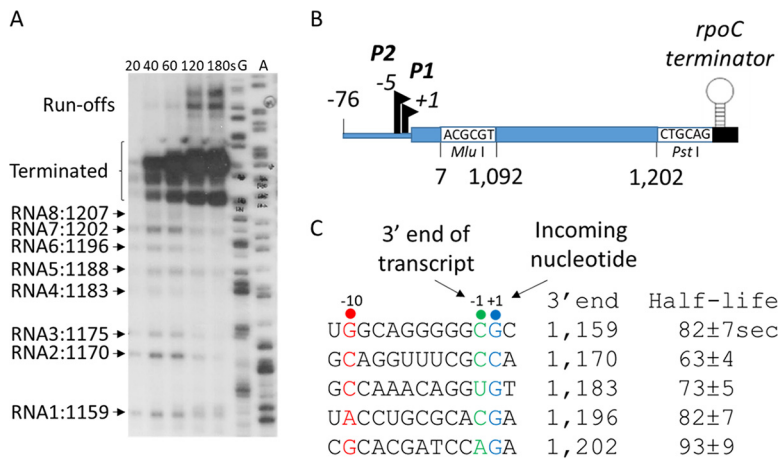 A
20 40 60 120 180s G A
Run-offs
Terminated
RNA8:1207
RNA7:1202
RNA6:1196
RNA5:1188
RNA4:1183
RNA3:1175
RNA2:1170
RNA1:1159
B
rpoC
terminator
P2
-5 P1
-76 +1
ACGCGT CTGCAG
Mlu I Pst I
7 1,092 1,202
C
3' end of transcript
Incoming nucleotide
-10 -1 +1 3'end Half-life
UGGCAGGGGGCGC 1,159 82±7sec
GCAGGUUUCGCCA 1,170 63±4
GCCAAACAGGUGT 1,183 73±5
UACCUGCGCACGA 1,196 82±7
CGCACGATCCAGA 1,202 93±9